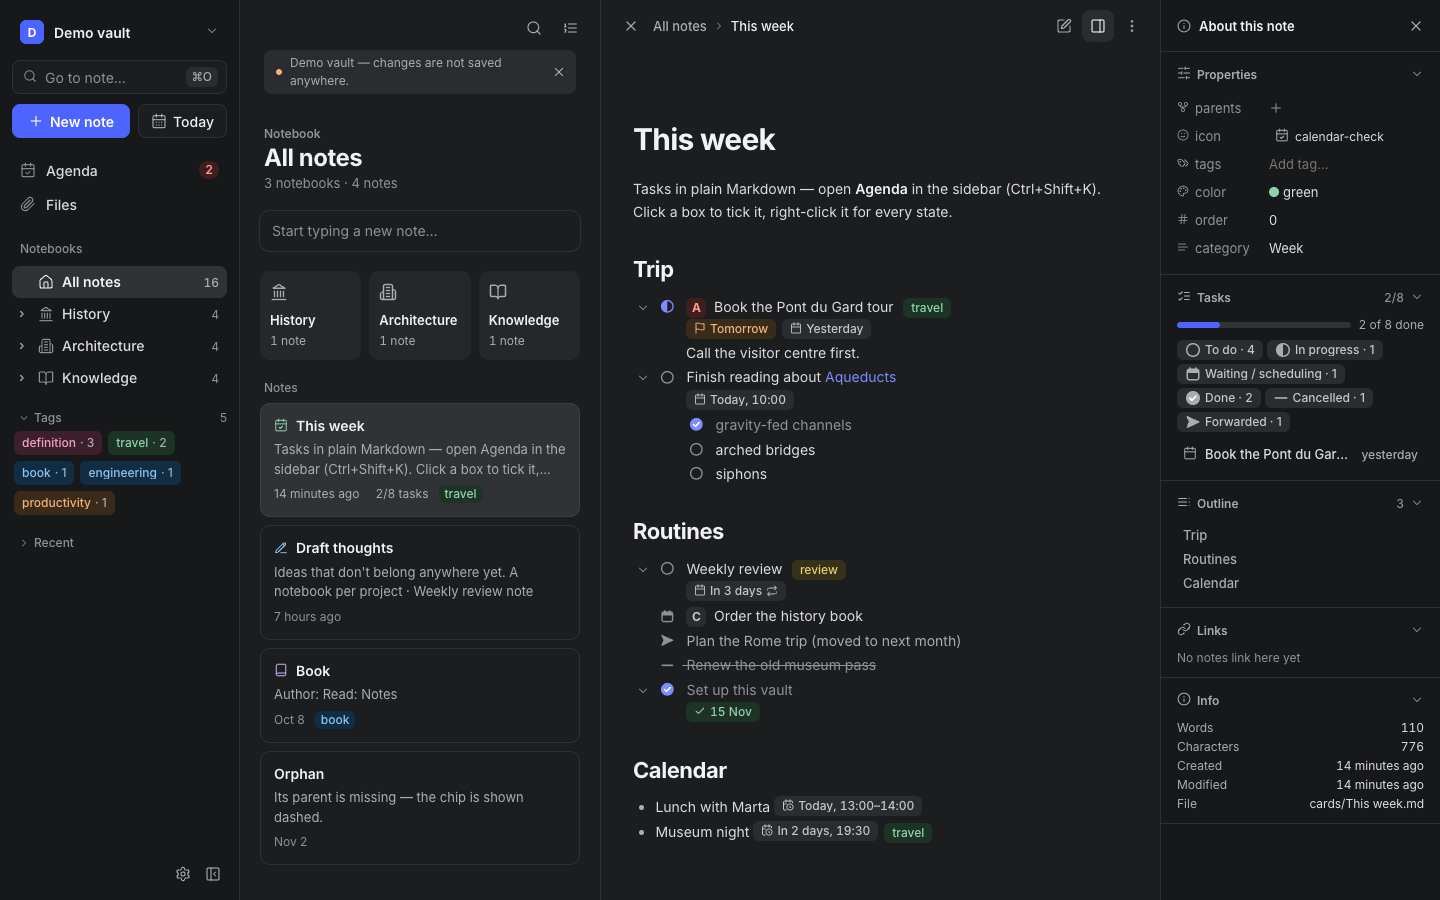 D Demo vault
Go to note... ⌘O
+ New note
Today
Agenda 2
Files
Notebooks
All notes 16
History 4
Architecture 4
Knowledge 4
Tags 5
definition · 3 travel · 2
book · 1 engineering · 1
productivity · 1
Recent
Demo vault — changes are not saved
anywhere.
Notebook
All notes
3 notebooks · 4 notes
Start typing a new note...
History
1 note
Architecture
1 note
Knowledge
1 note
Notes
This week
Tasks in plain Markdown — open Agenda in the
sidebar (Ctrl+Shift+K). Click a box to tick it,...
14 minutes ago 2/8 tasks travel
Draft thoughts
Ideas that don't belong anywhere yet. A
notebook per project · Weekly review note
7 hours ago
Book
Author: Read: Notes
Oct 8 book
Orphan
Its parent is missing — the chip is shown
dashed.
Nov 2
All notes › This week
This week
Tasks in plain Markdown — open Agenda in the sidebar (Ctrl+Shift+K).
Click a box to tick it, right-click it for every state.
Trip
A Book the Pont du Gard tour travel
Tomorrow Yesterday
Call the visitor centre first.
Finish reading about Aqueducts
Today, 10:00
gravity-fed channels
arched bridges
siphons
Routines
Weekly review review
In 3 days
C Order the history book
Plan the Rome trip (moved to next month)
Renew the old museum pass
Set up this vault
15 Nov
Calendar
• Lunch with Marta Today, 13:00–14:00
• Museum night In 2 days, 19:30 travel
About this note
Properties
parents +
icon calendar-check
tags Add tag...
color green
order 0
category Week
Tasks 2/8
2 of 8 done
To do · 4 In progress · 1
Waiting / scheduling · 1
Done · 2 Cancelled · 1
Forwarded · 1
Book the Pont du Gar... yesterday
Outline 3
Trip
Routines
Calendar
Links
No notes link here yet
Info
Words 110
Characters 776
Created 14 minutes ago
Modified 14 minutes ago
File cards/This week.md